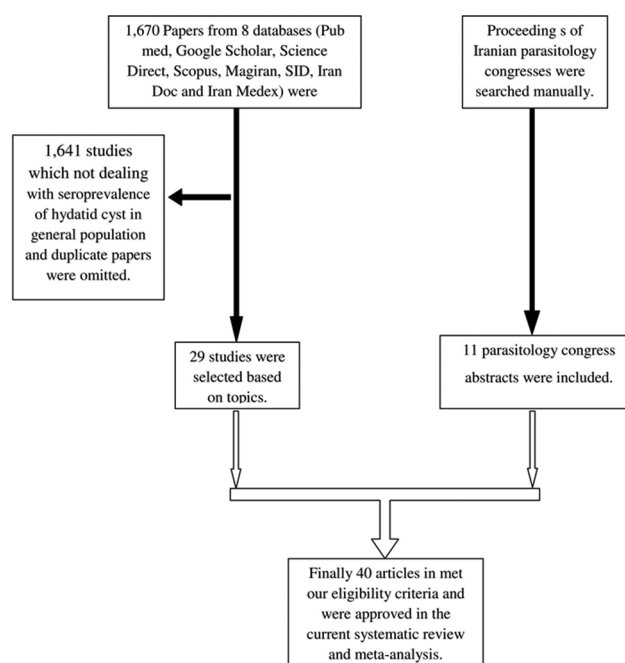 1,670 Papers from 8 databases (Pub
med, Google Scholar, Science
Direct, Scopus, Magiran, SID, Iran
Doc and Iran Medex) were
Proceeding s of
Iranian parasitology
congresses were
searched manually.
1,641 studies
which not dealing
with seroprevalence
of hydatid cyst in
general population
and duplicate papers
were omitted.
29 studies were
selected based
on topics.
11 parasitology congress
abstracts were included.
Finally 40 articles in met
our eligibility criteria and
were approved in the
current systematic review
and meta-analysis.